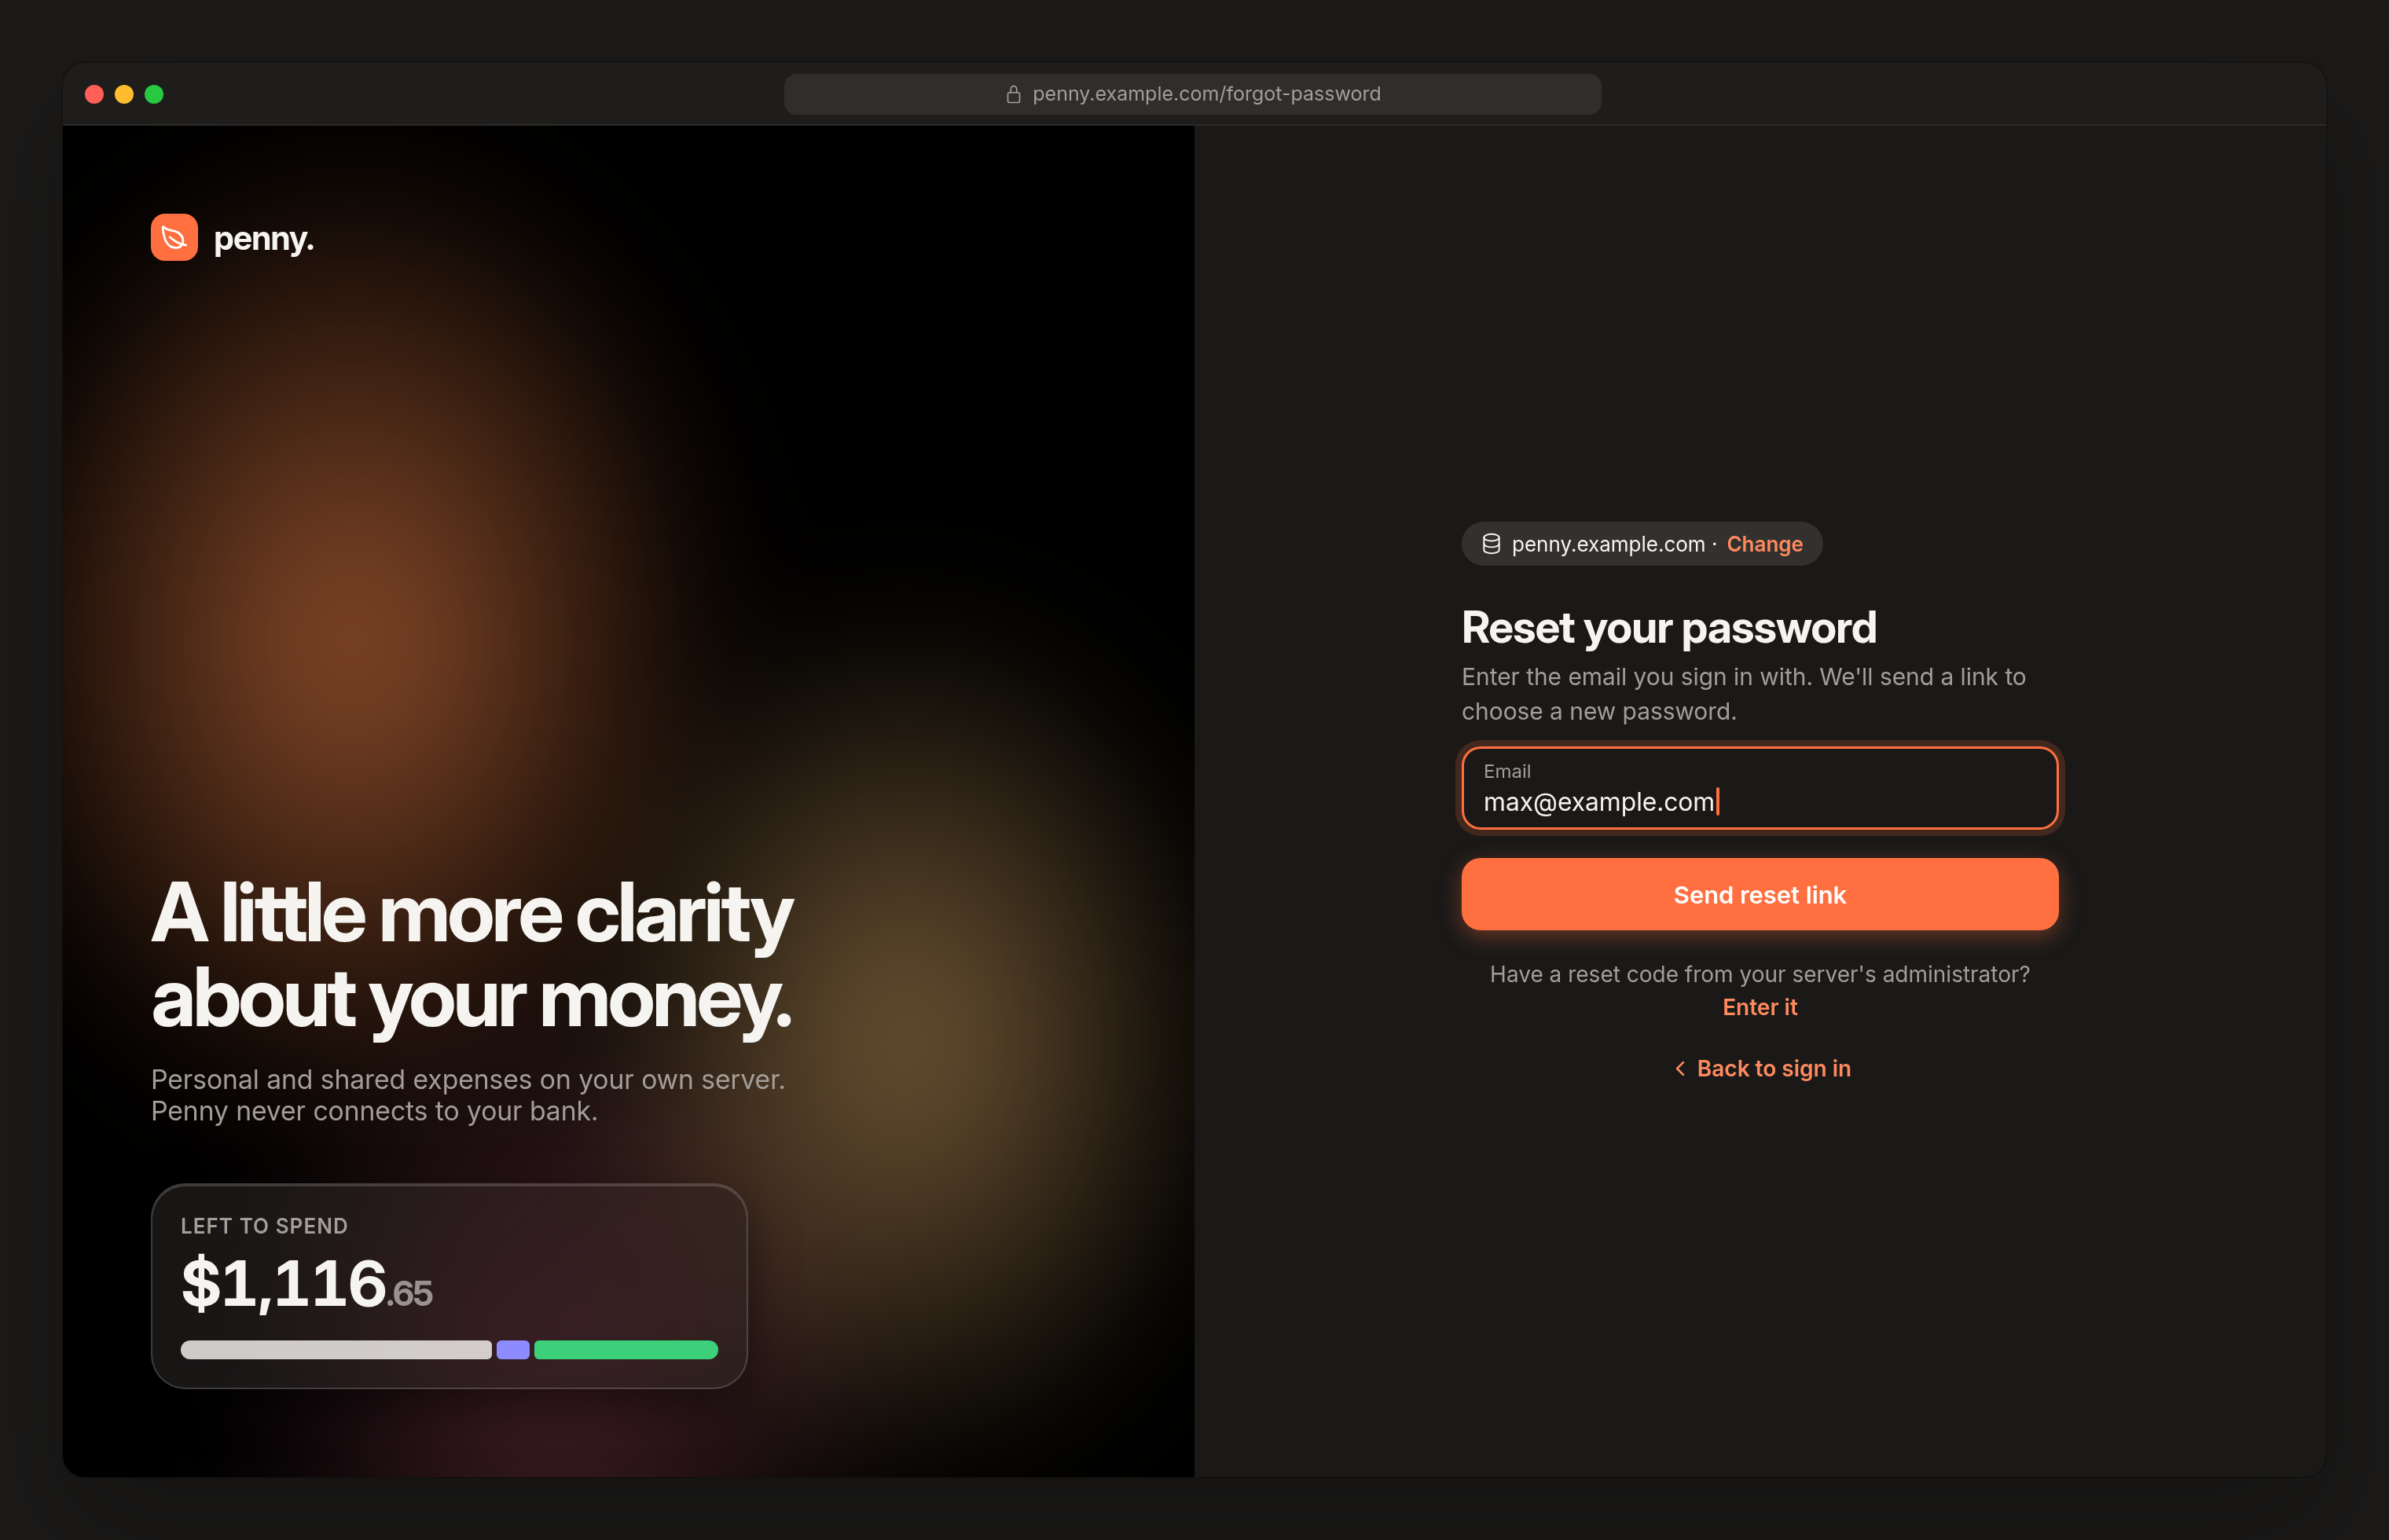 penny.example.com/forgot-password
penny.
A little more clarity
about your money.
Personal and shared expenses on your own server.
Penny never connects to your bank.
LEFT TO SPEND
$1,116.65
penny.example.com · Change
Reset your password
Enter the email you sign in with. We'll send a link to
choose a new password.
Email
max@example.com
Send reset link
Have a reset code from your server's administrator?
Enter it
Back to sign in